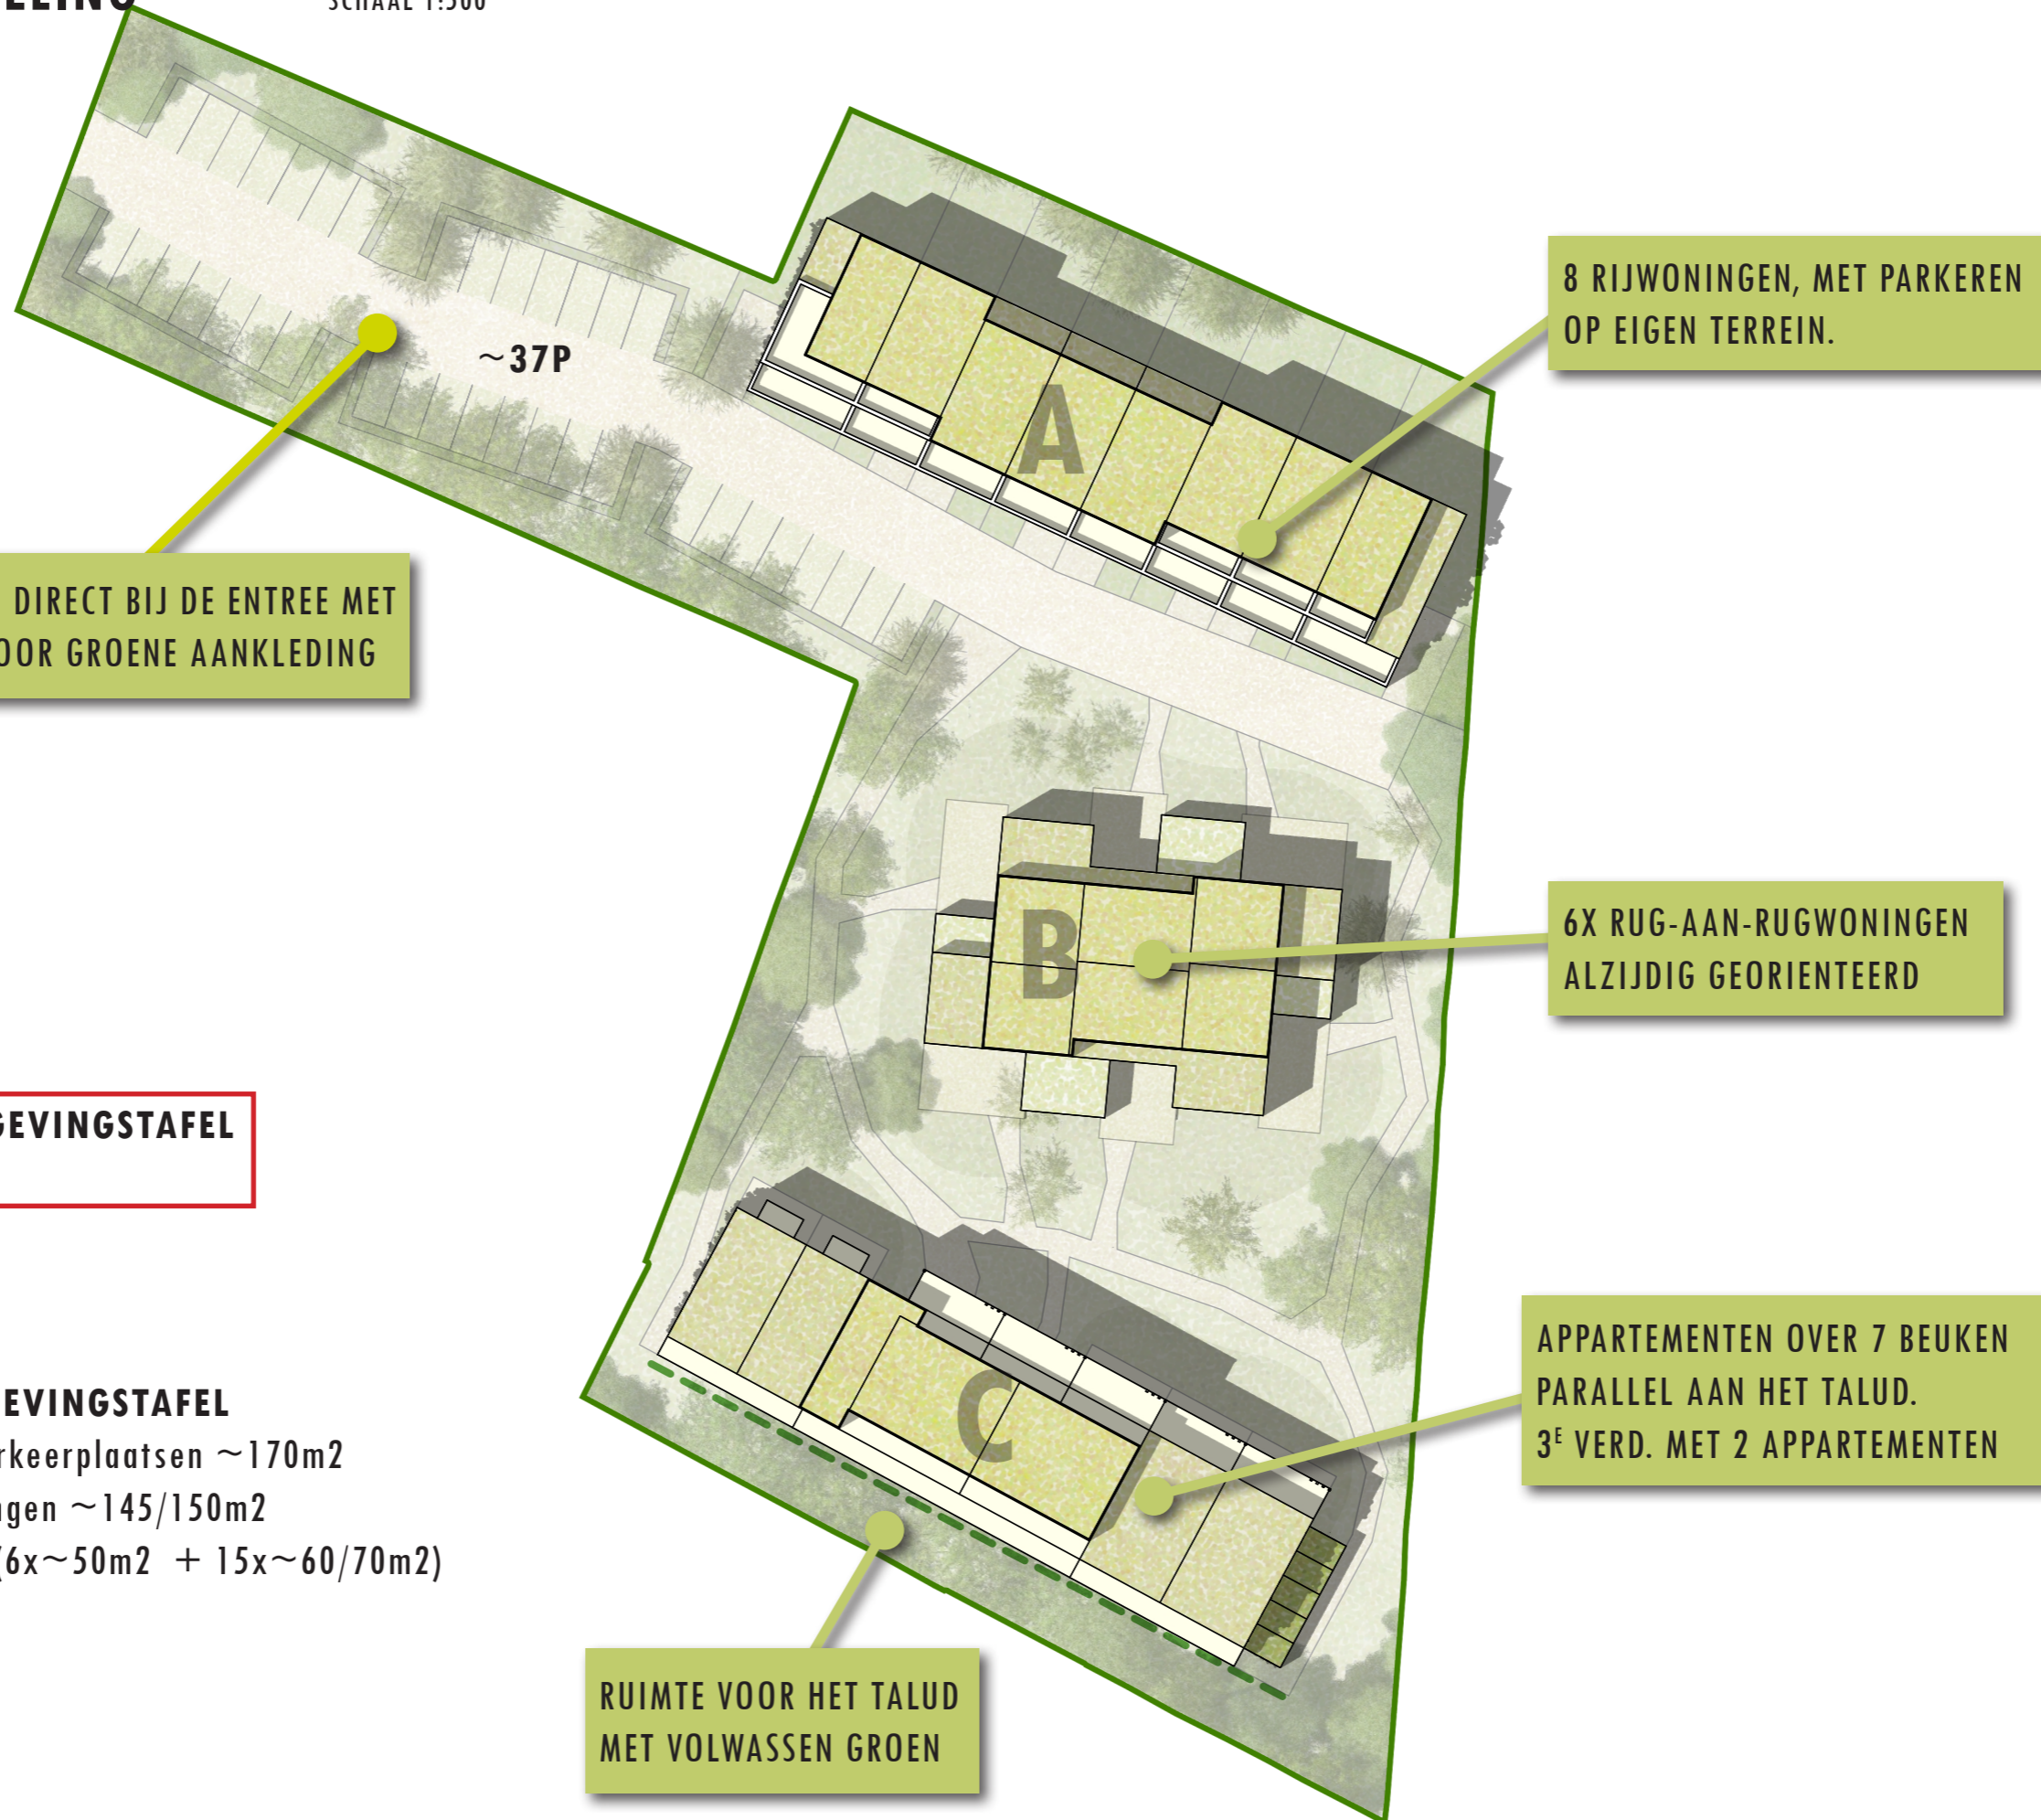 SCHAAL 1:500
~37P
A
8 RIJWONINGEN, MET PARKEREN
OP EIGEN TERREIN.
DIRECT BIJ DE ENTREE MET
GROENE AANKLEDING
B
6X RUG-AAN-RUGWONINGEN
ALZIJDIG GEORIENTEERD
GEVINGSTAFEL
C
APPARTEMENTEN OVER 7 BEUKEN
PARALLEL AAN HET TALUD.
3ᴱ VERD. MET 2 APPARTEMENTEN
EVINGSTAFEL
rkeerplaatsen ~170m2
gen ~145/150m2
(6x~50m2 + 15x~60/70m2)
RUIMTE VOOR HET TALUD
MET VOLWASSEN GROEN